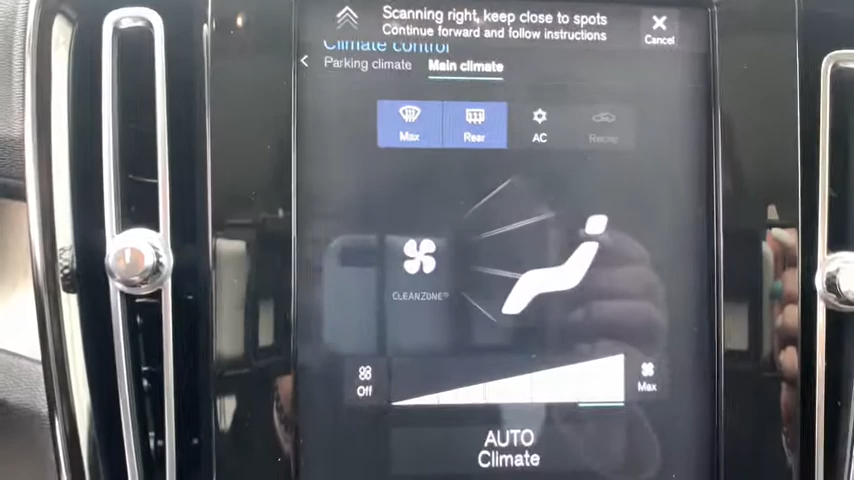 Scanning right, keep close to spots
Continue forward and follow instructions
Cancel
Climate control
Parking climate Main climate
Max Rear AC Recirc
CLEANZONE®
Off Max
AUTO
Climate